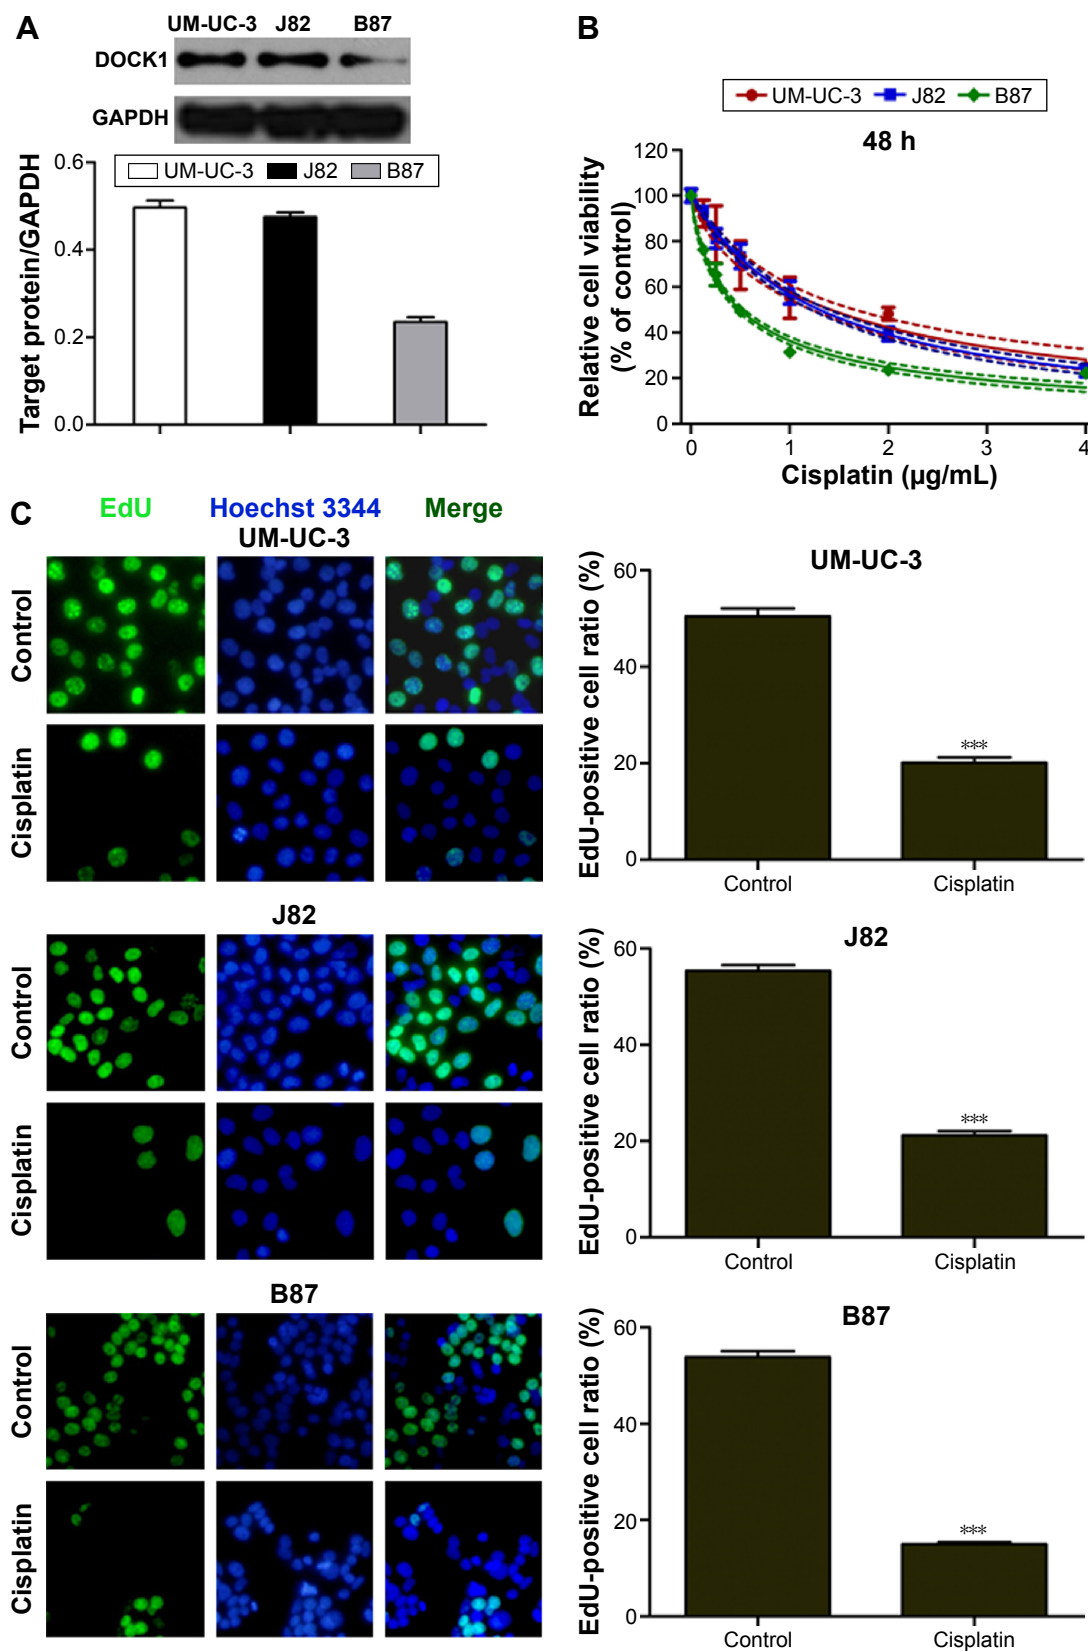 A
UM-UC-3 J82 B87
DOCK1
GAPDH
Target protein/GAPDH
0.6
0.4
0.2
0.0
UM-UC-3 J82 B87
B
UM-UC-3 J82 B87
48 h
Relative cell viability
(% of control)
120
100
80
60
40
20
0
0 1 2 3 4
Cisplatin (µg/mL)
C
EdU Hoechst 3344 Merge
UM-UC-3
Control
Cisplatin
UM-UC-3
EdU-positive cell ratio (%)
60
40
20
0
***
Control Cisplatin
J82
Control
Cisplatin
J82
EdU-positive cell ratio (%)
60
40
20
0
***
Control Cisplatin
B87
Control
Cisplatin
B87
EdU-positive cell ratio (%)
60
40
20
0
***
Control Cisplatin